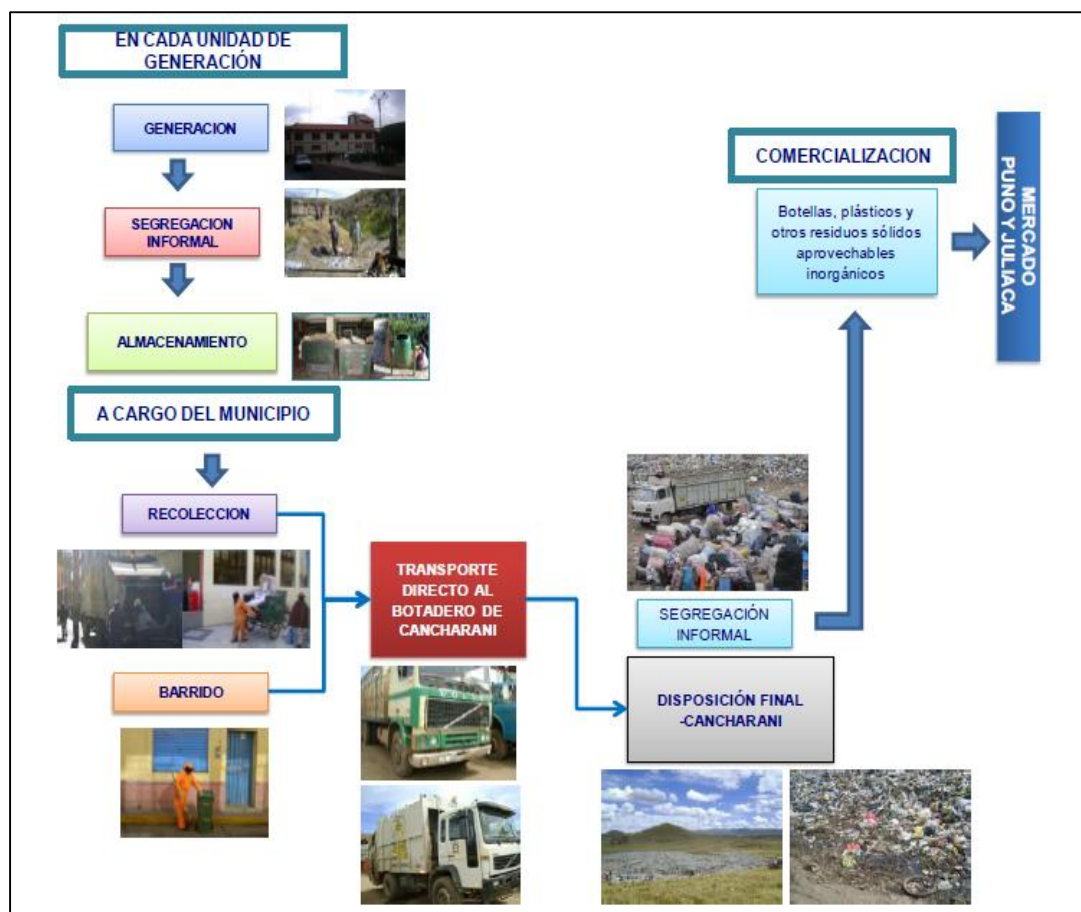 EN CADA UNIDAD DE
GENERACIÓN
GENERACION
SEGREGACION
INFORMAL
ALMACENAMIENTO
A CARGO DEL MUNICIPIO
RECOLECCION
BARRIDO
TRANSPORTE
DIRECTO AL
BOTADERO DE
CANCHARANI
VOLVO
SEGREGACIÓN
INFORMAL
DISPOSICIÓN FINAL
-CANCHARANI
COMERCIALIZACION
Botellas, plásticos y
otros residuos sólidos
aprovechables
inorgánicos
MERCADO
PUNO Y JULIACA